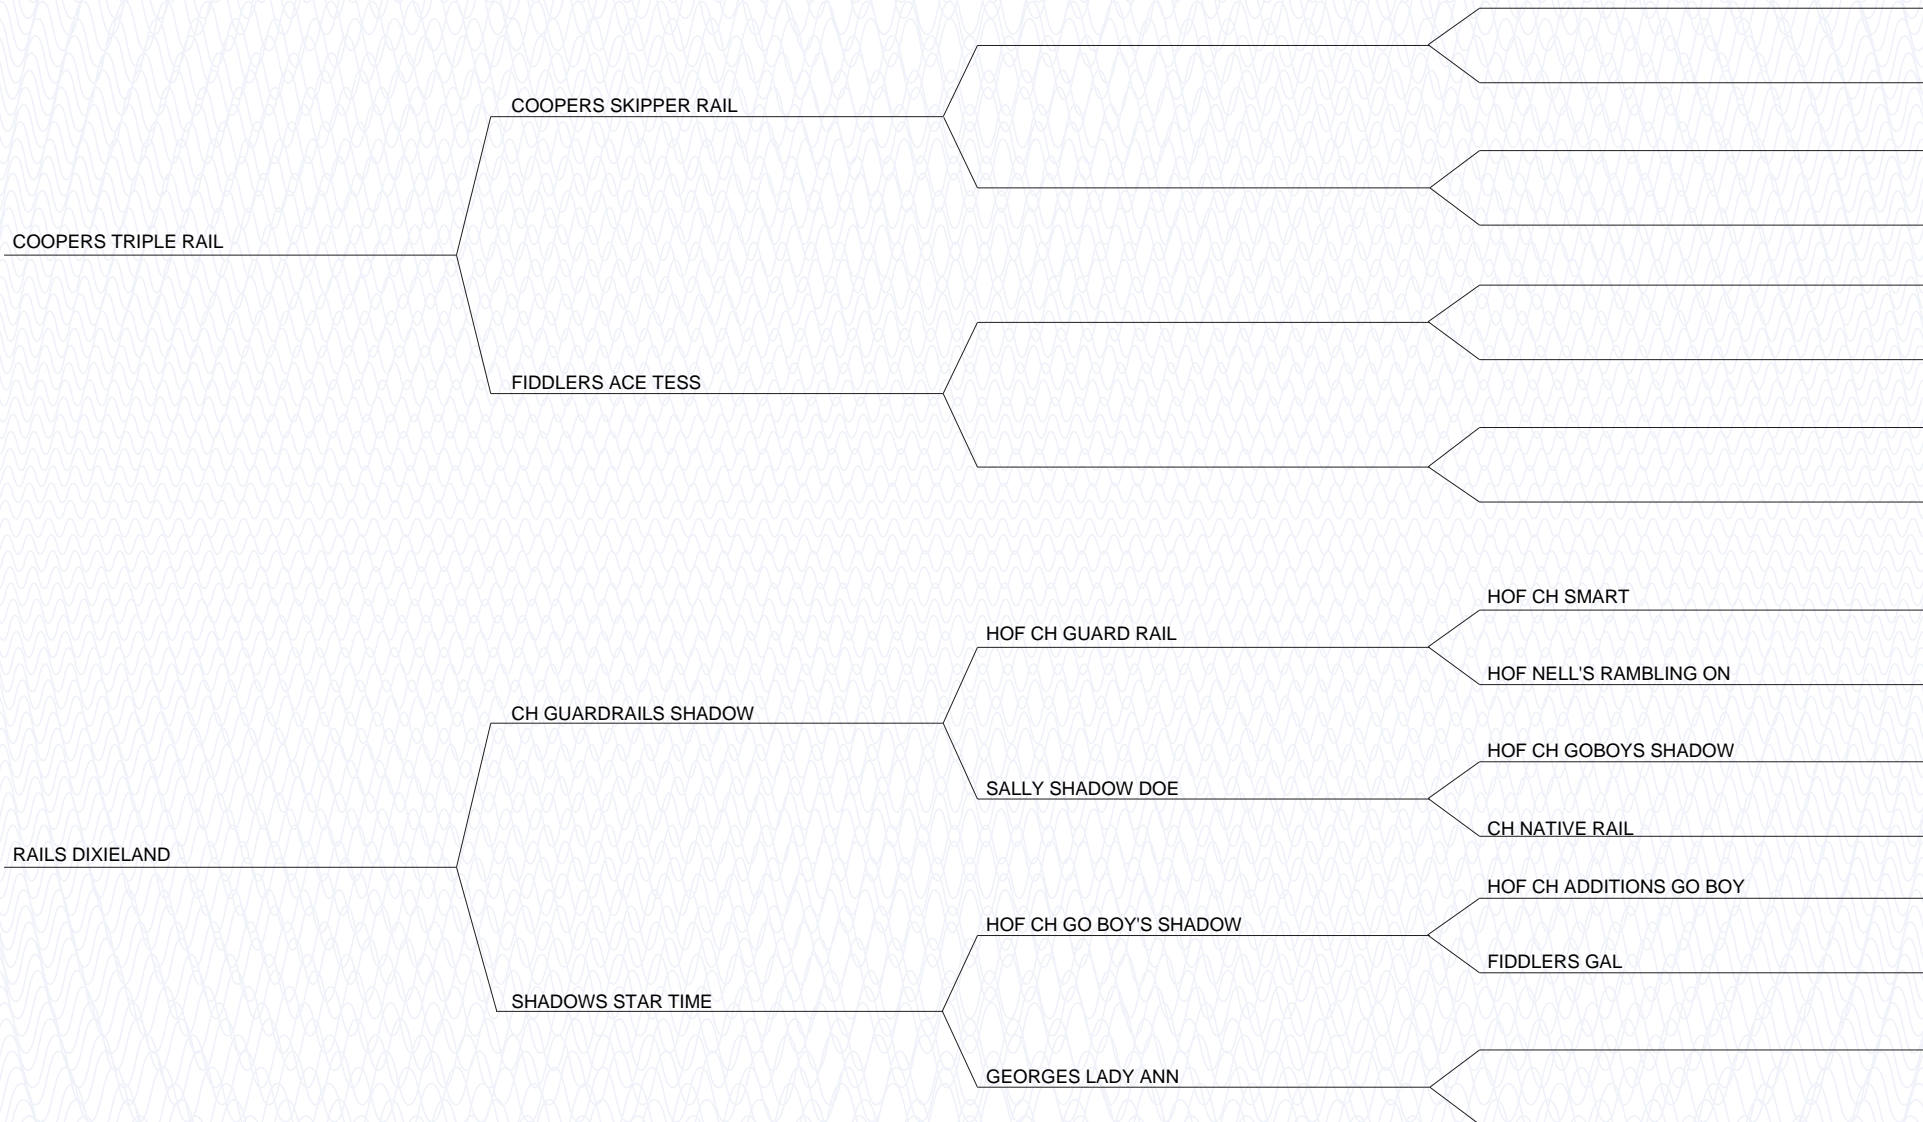 COOPERS SKIPPER RAIL
COOPERS TRIPLE RAIL
FIDDLERS ACE TESS
HOF CH SMART
HOF CH GUARD RAIL
HOF NELL'S RAMBLING ON
CH GUARDRAILS SHADOW
HOF CH GOBOYS SHADOW
SALLY SHADOW DOE
CH NATIVE RAIL
RAILS DIXIELAND
HOF CH ADDITIONS GO BOY
HOF CH GO BOY'S SHADOW
FIDDLERS GAL
SHADOWS STAR TIME
GEORGES LADY ANN